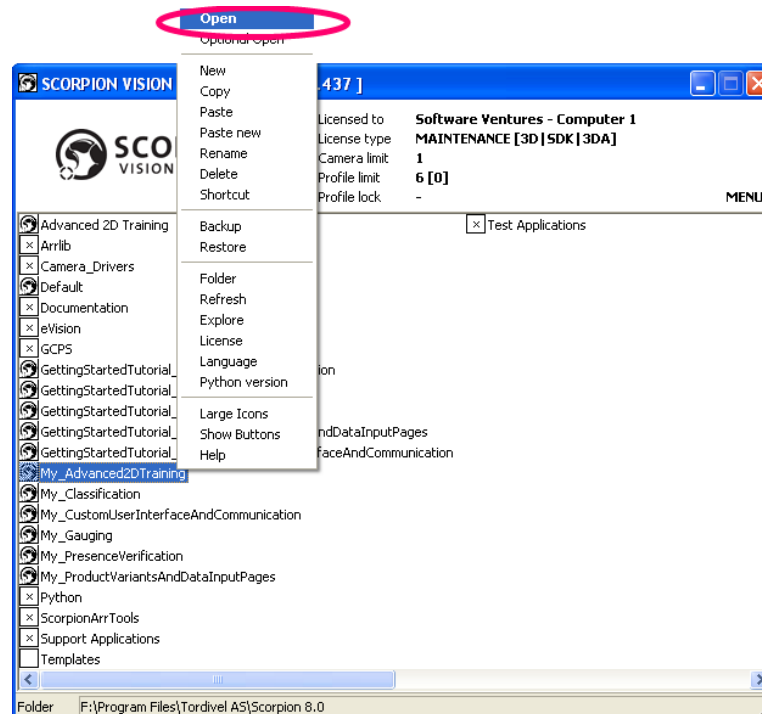 Open
Optional Open
New
Copy
Paste
Paste new
Rename
Delete
Shortcut
Backup
Restore
Folder
Refresh
Explore
License
Language
Python version
Large Icons
Show Buttons
Help
SCORPION VISION .437 ]
SCO
VISION
Licensed to Software Ventures - Computer 1
License type MAINTENANCE [3D|SDK|3DA]
Camera limit 1
Profile limit 6 [0]
Profile lock -
MENU
Advanced 2D Training
Arrlib
Camera_Drivers
Default
Documentation
eVision
GCPS
GettingStartedTutorial_ ion
GettingStartedTutorial_
GettingStartedTutorial_
GettingStartedTutorial_ ndDataInputPages
GettingStartedTutorial_ faceAndCommunication
My_Advanced2DTraining
My_Classification
My_CustomUserInterfaceAndCommunication
My_Gauging
My_PresenceVerification
My_ProductVariantsAndDataInputPages
Python
ScorpionArrTools
Support Applications
Templates
Test Applications
Folder F:\Program Files\Tordivel AS\Scorpion 8.0